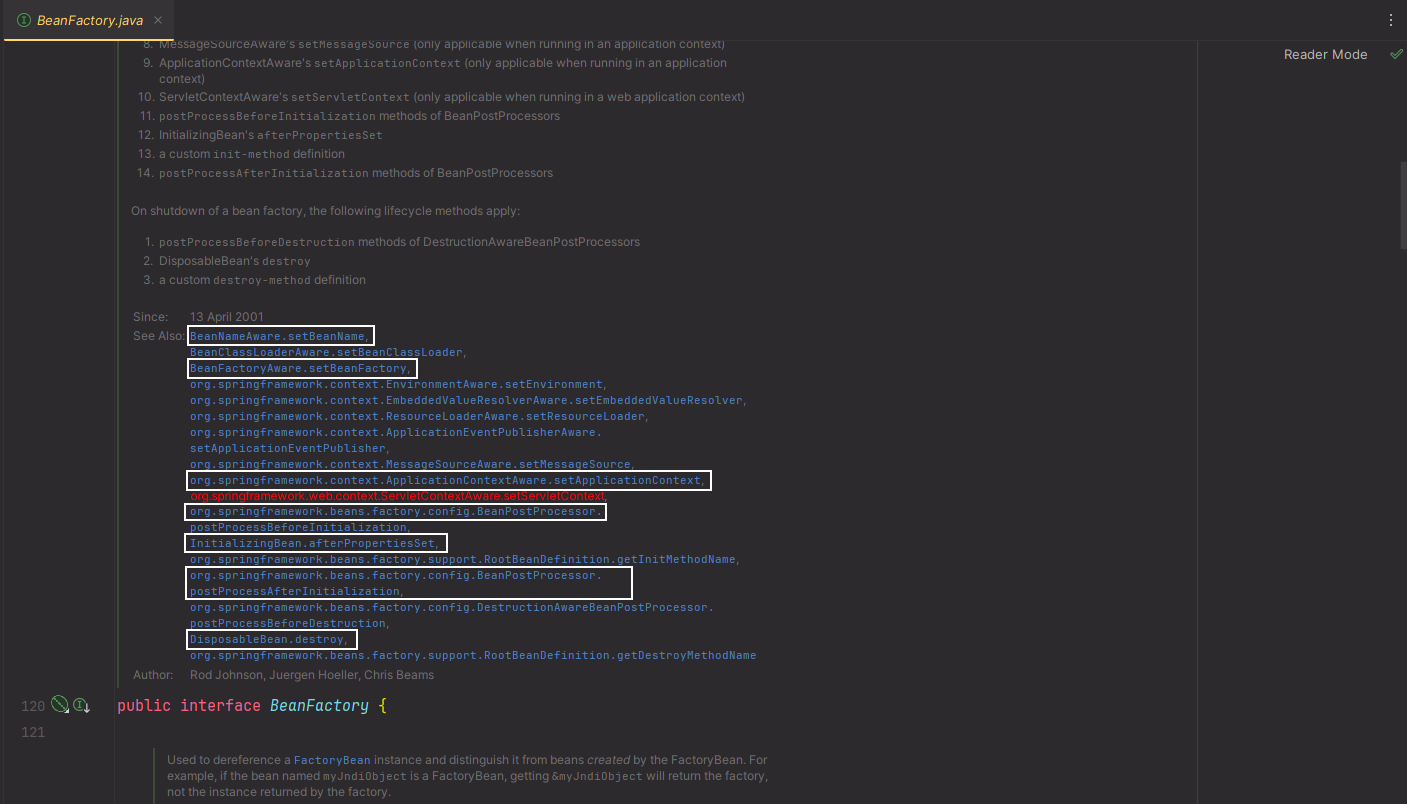 BeanFactory.java
Reader Mode
8. MessageSourceAware's setMessageSource (only applicable when running in an application context)
9. ApplicationContextAware's setApplicationContext (only applicable when running in an application
context)
10. ServletContextAware's setServletContext (only applicable when running in a web application context)
11. postProcessBeforeInitialization methods of BeanPostProcessors
12. InitializingBean's afterPropertiesSet
13. a custom init-method definition
14. postProcessAfterInitialization methods of BeanPostProcessors
On shutdown of a bean factory, the following lifecycle methods apply:
1. postProcessBeforeDestruction methods of DestructionAwareBeanPostProcessors
2. DisposableBean's destroy
3. a custom destroy-method definition
Since: 13 April 2001
See Also: BeanNameAware.setBeanName,
BeanClassLoaderAware.setBeanClassLoader,
BeanFactoryAware.setBeanFactory,
org.springframework.context.EnvironmentAware.setEnvironment,
org.springframework.context.EmbeddedValueResolverAware.setEmbeddedValueResolver,
org.springframework.context.ResourceLoaderAware.setResourceLoader,
org.springframework.context.ApplicationEventPublisherAware.
setApplicationEventPublisher,
org.springframework.context.MessageSourceAware.setMessageSource,
org.springframework.context.ApplicationContextAware.setApplicationContext,
org.springframework.web.context.ServletContextAware.setServletContext,
org.springframework.beans.factory.config.BeanPostProcessor.
postProcessBeforeInitialization,
InitializingBean.afterPropertiesSet,
org.springframework.beans.factory.support.RootBeanDefinition.getInitMethodName,
org.springframework.beans.factory.config.BeanPostProcessor.
postProcessAfterInitialization,
org.springframework.beans.factory.config.DestructionAwareBeanPostProcessor.
postProcessBeforeDestruction,
DisposableBean.destroy,
org.springframework.beans.factory.support.RootBeanDefinition.getDestroyMethodName
Author: Rod Johnson, Juergen Hoeller, Chris Beams
120 public interface BeanFactory {
121
Used to dereference a FactoryBean instance and distinguish it from beans created by the FactoryBean. For
example, if the bean named myJndiObject is a FactoryBean, getting &myJndiObject will return the factory,
not the instance returned by the factory.